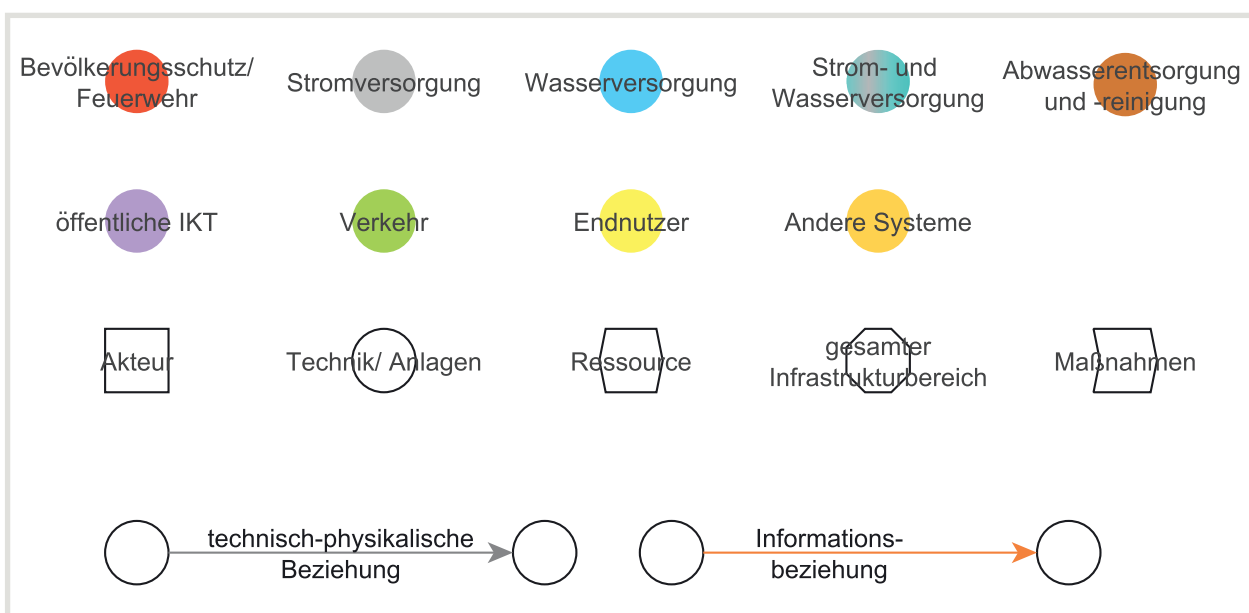 Bevölkerungsschutz/
Feuerwehr
Stromversorgung
Wasserversorgung
Strom- und
Wasserversorgung
Abwasserentsorgung
und -reinigung
öffentliche IKT
Verkehr
Endnutzer
Andere Systeme
Akteur
Technik/ Anlagen
Ressource
gesamter
Infrastrukturbereich
Maßnahmen
technisch-physikalische
Beziehung
Informations-
beziehung